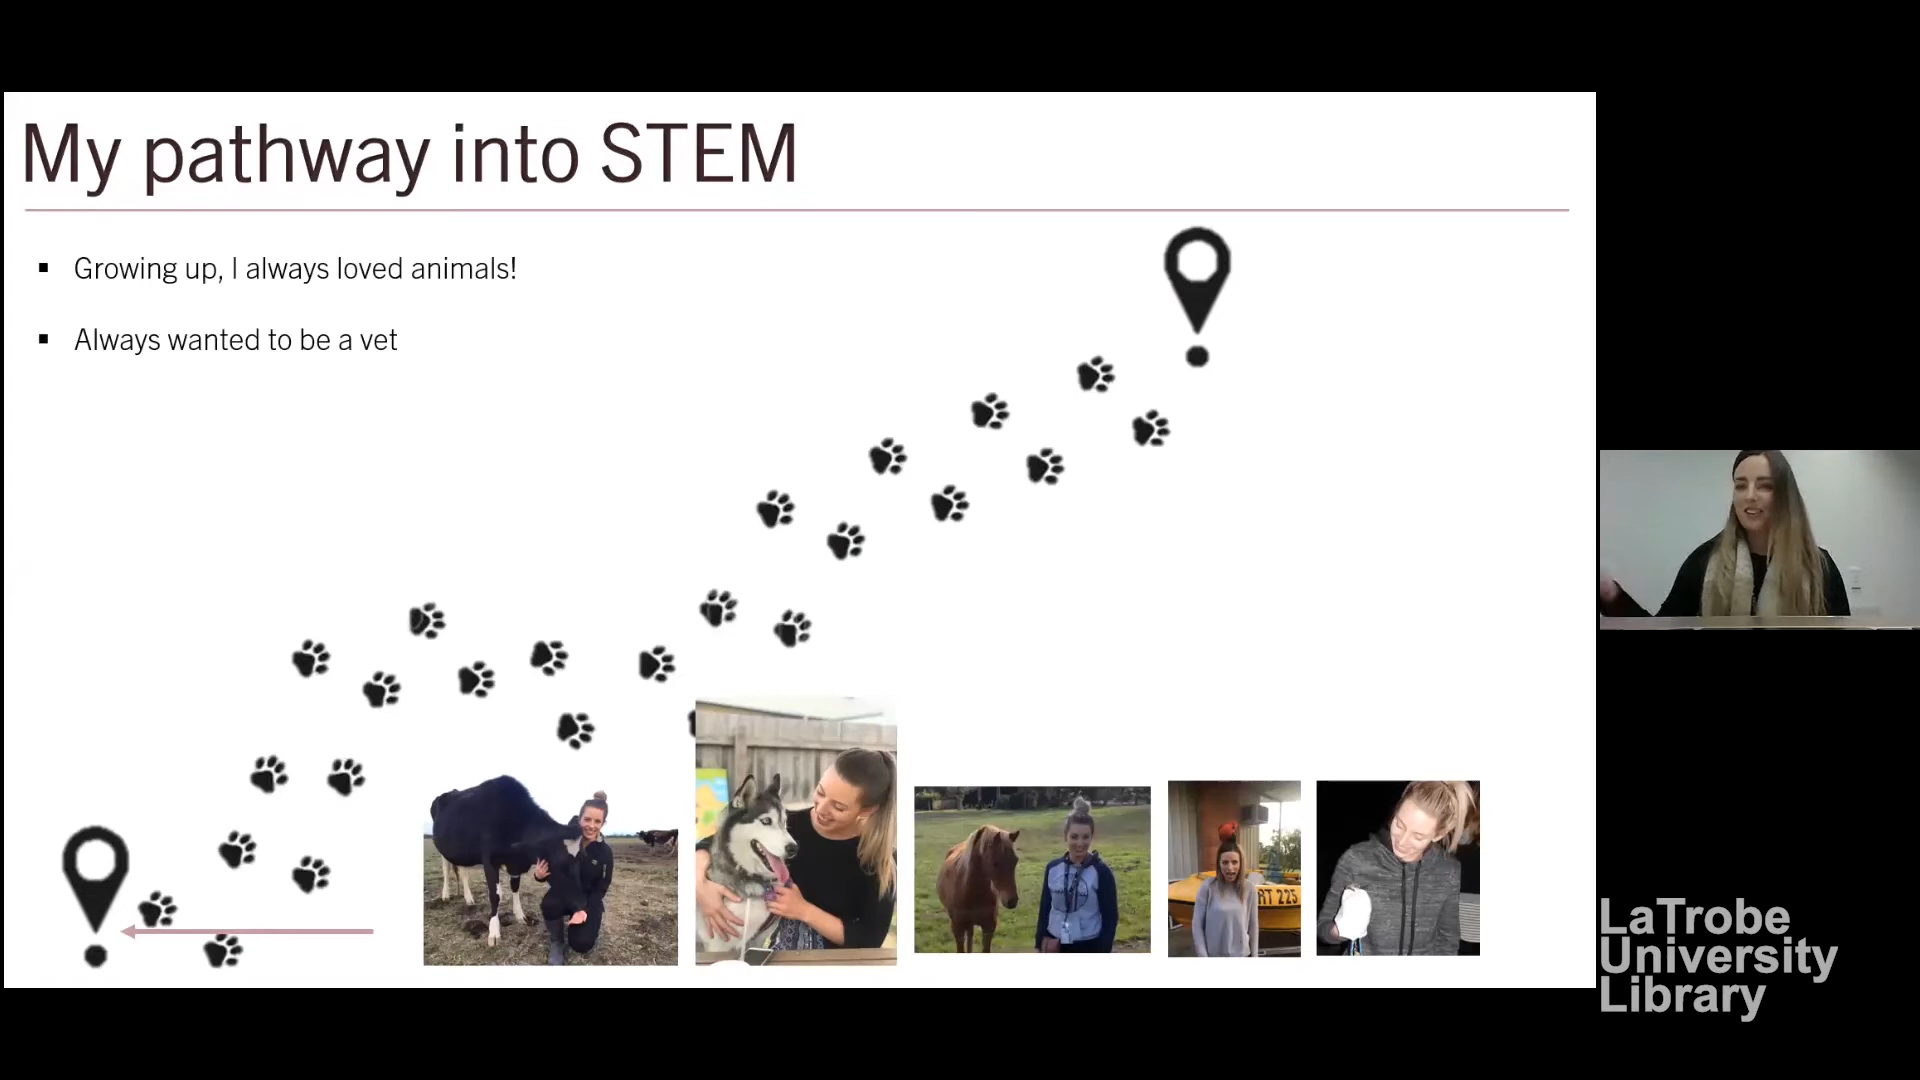 My pathway into STEM
▪ Growing up, I always loved animals!
▪ Always wanted to be a vet
RT 225
LaTrobe
University
Library